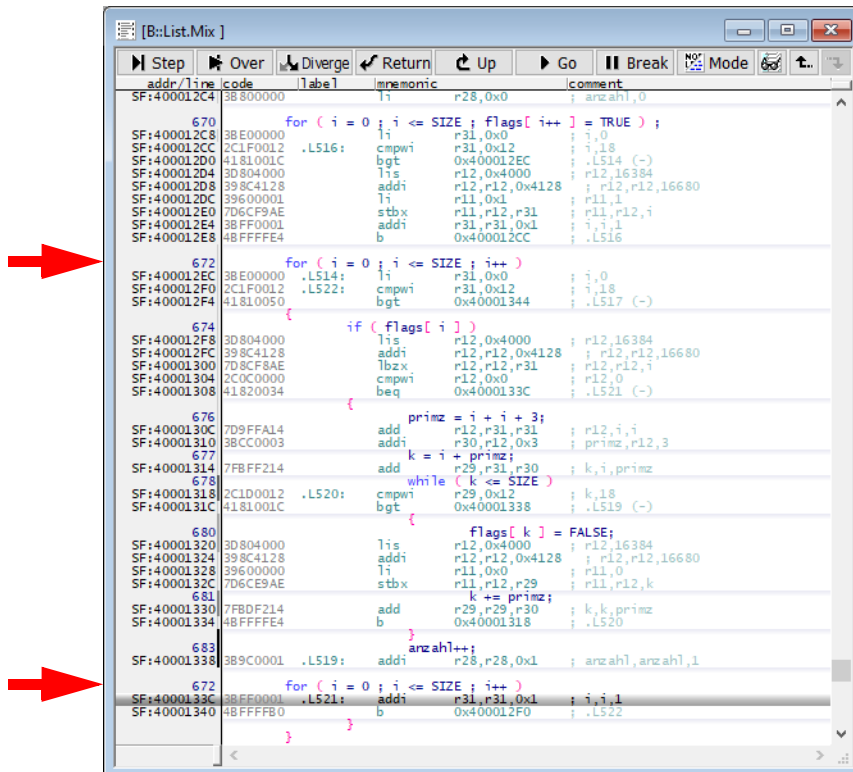 [B::List.Mix ]
Step Over Diverge Return Up Go Break Mode t..
addr/line code label mnemonic comment
SF:400012C4 3B800000 li r28,0x0 ; anzahl,0
670 for ( i = 0 ; i <= SIZE ; flags[ i++ ] = TRUE ) ;
SF:400012C8 3BE00000 li r31,0x0 ; i,0
SF:400012CC 2C1F0012 .L516: cmpwi r31,0x12 ; i,18
SF:400012D0 4181001C bgt 0x400012EC ; .L514 (-)
SF:400012D4 3D804000 lis r12,0x4000 ; r12,16384
SF:400012D8 398C4128 addi r12,r12,0x4128 ; r12,r12,16680
SF:400012DC 39600001 li r11,0x1 ; r11,1
SF:400012E0 7D6CF9AE stbx r11,r12,r31 ; r11,r12,i
SF:400012E4 3BFF0001 addi r31,r31,0x1 ; i,i,1
SF:400012E8 4BFFFFE4 b 0x400012CC ; .L516
672 for ( i = 0 ; i <= SIZE ; i++ )
SF:400012EC 3BE00000 .L514: li r31,0x0 ; i,0
SF:400012F0 2C1F0012 .L522: cmpwi r31,0x12 ; i,18
SF:400012F4 41810050 bgt 0x40001344 ; .L517 (-)
{
674 if ( flags[ i ] )
SF:400012F8 3D804000 lis r12,0x4000 ; r12,16384
SF:400012FC 398C4128 addi r12,r12,0x4128 ; r12,r12,16680
SF:40001300 7D8CF8AE lbzx r12,r12,r31 ; r12,r12,i
SF:40001304 2C0C0000 cmpwi r12,0x0 ; r12,0
SF:40001308 41820034 beq 0x4000133C ; .L521 (-)
{
676 primz = i + i + 3;
SF:4000130C 7D9FFA14 add r12,r31,r31 ; r12,i,i
SF:40001310 3BCC0003 addi r30,r12,0x3 ; primz,r12,3
677 k = i + primz;
SF:40001314 7FBFF214 add r29,r31,r30 ; k,i,primz
678 while ( k <= SIZE )
SF:40001318 2C1D0012 .L520: cmpwi r29,0x12 ; k,18
SF:4000131C 4181001C bgt 0x40001338 ; .L519 (-)
{
680 flags[ k ] = FALSE;
SF:40001320 3D804000 lis r12,0x4000 ; r12,16384
SF:40001324 398C4128 addi r12,r12,0x4128 ; r12,r12,16680
SF:40001328 39600000 li r11,0x0 ; r11,0
SF:4000132C 7D6CE9AE stbx r11,r12,r29 ; r11,r12,k
681 k += primz;
SF:40001330 7FBDF214 add r29,r29,r30 ; k,k,primz
SF:40001334 4BFFFFE4 b 0x40001318 ; .L520
}
683 anzahl++;
SF:40001338 3B9C0001 .L519: addi r28,r28,0x1 ; anzahl,anzahl,1
672 for ( i = 0 ; i <= SIZE ; i++ )
SF:4000133C 3BFF0001 .L521: addi r31,r31,0x1 ; i,i,1
SF:40001340 4BFFFFB0 b 0x400012F0 ; .L522
}
}